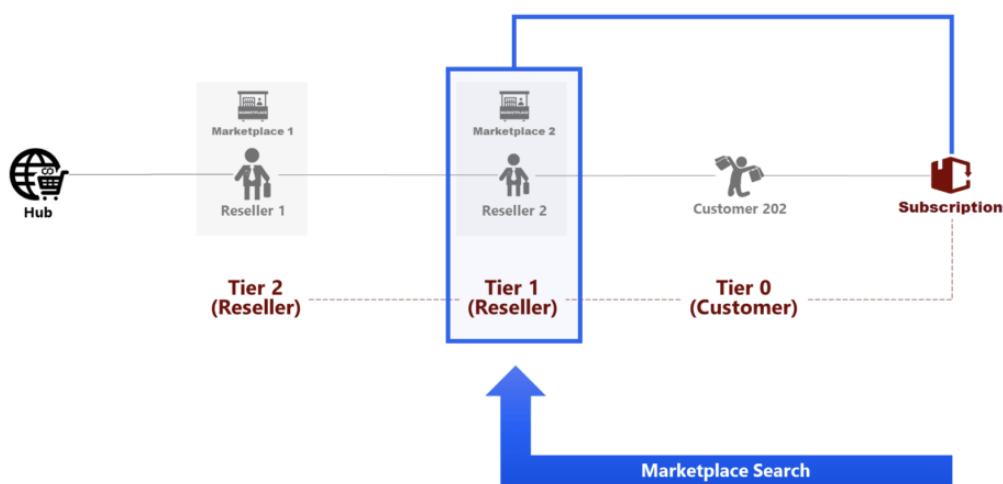 Marketplace 1
Marketplace 2
Hub
Reseller 1
Reseller 2
Customer 202
Subscription
Tier 2
(Reseller)
Tier 1
(Reseller)
Tier 0
(Customer)
Marketplace Search